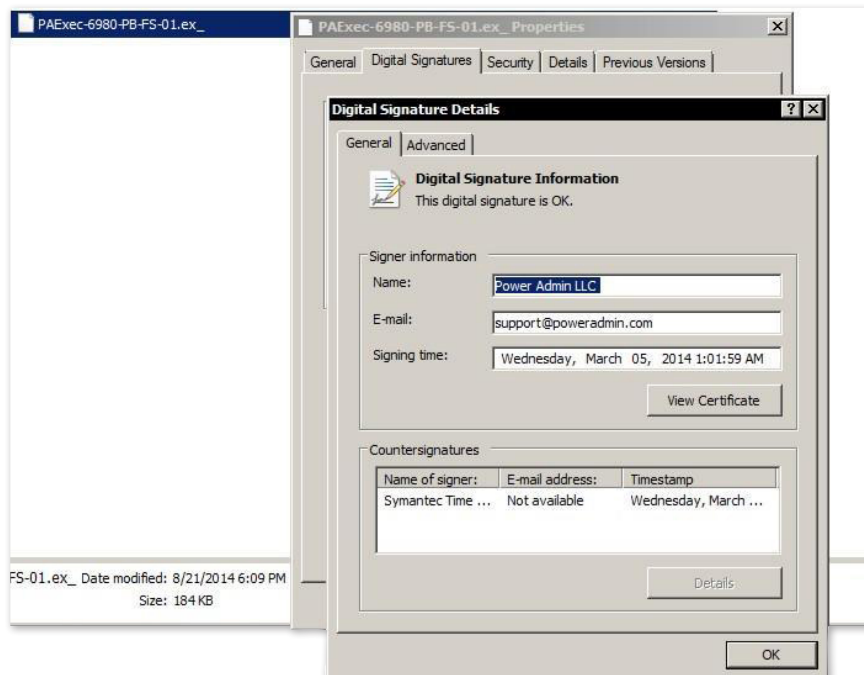 PAExec-6980-PB-FS-01.ex_
PAExec-6980-PB-FS-01.ex_ Properties
General Digital Signatures Security Details Previous Versions
Digital Signature Details
General Advanced
Digital Signature Information
This digital signature is OK.
Signer information
Name: Power Admin LLC
E-mail: support@poweradmin.com
Signing time: Wednesday, March 05, 2014 1:01:59 AM
View Certificate
Countersignatures
Name of signer: E-mail address: Timestamp
Symantec Time ... Not available Wednesday, March ...
Details
FS-01.ex_ Date modified: 8/21/2014 6:09 PM
Size: 184 KB
OK